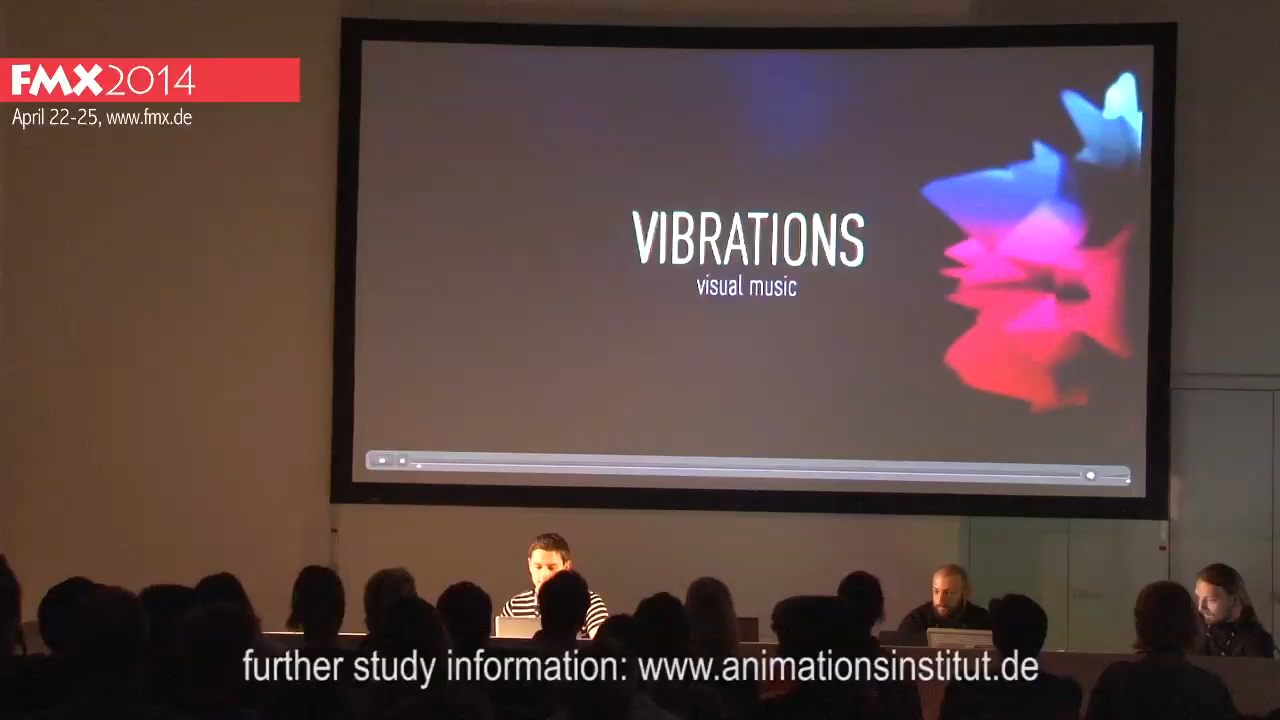 FMX2014
April 22-25, www.fmx.de
VIBRATIONS
visual music
further study information: www.animationsinstitut.de